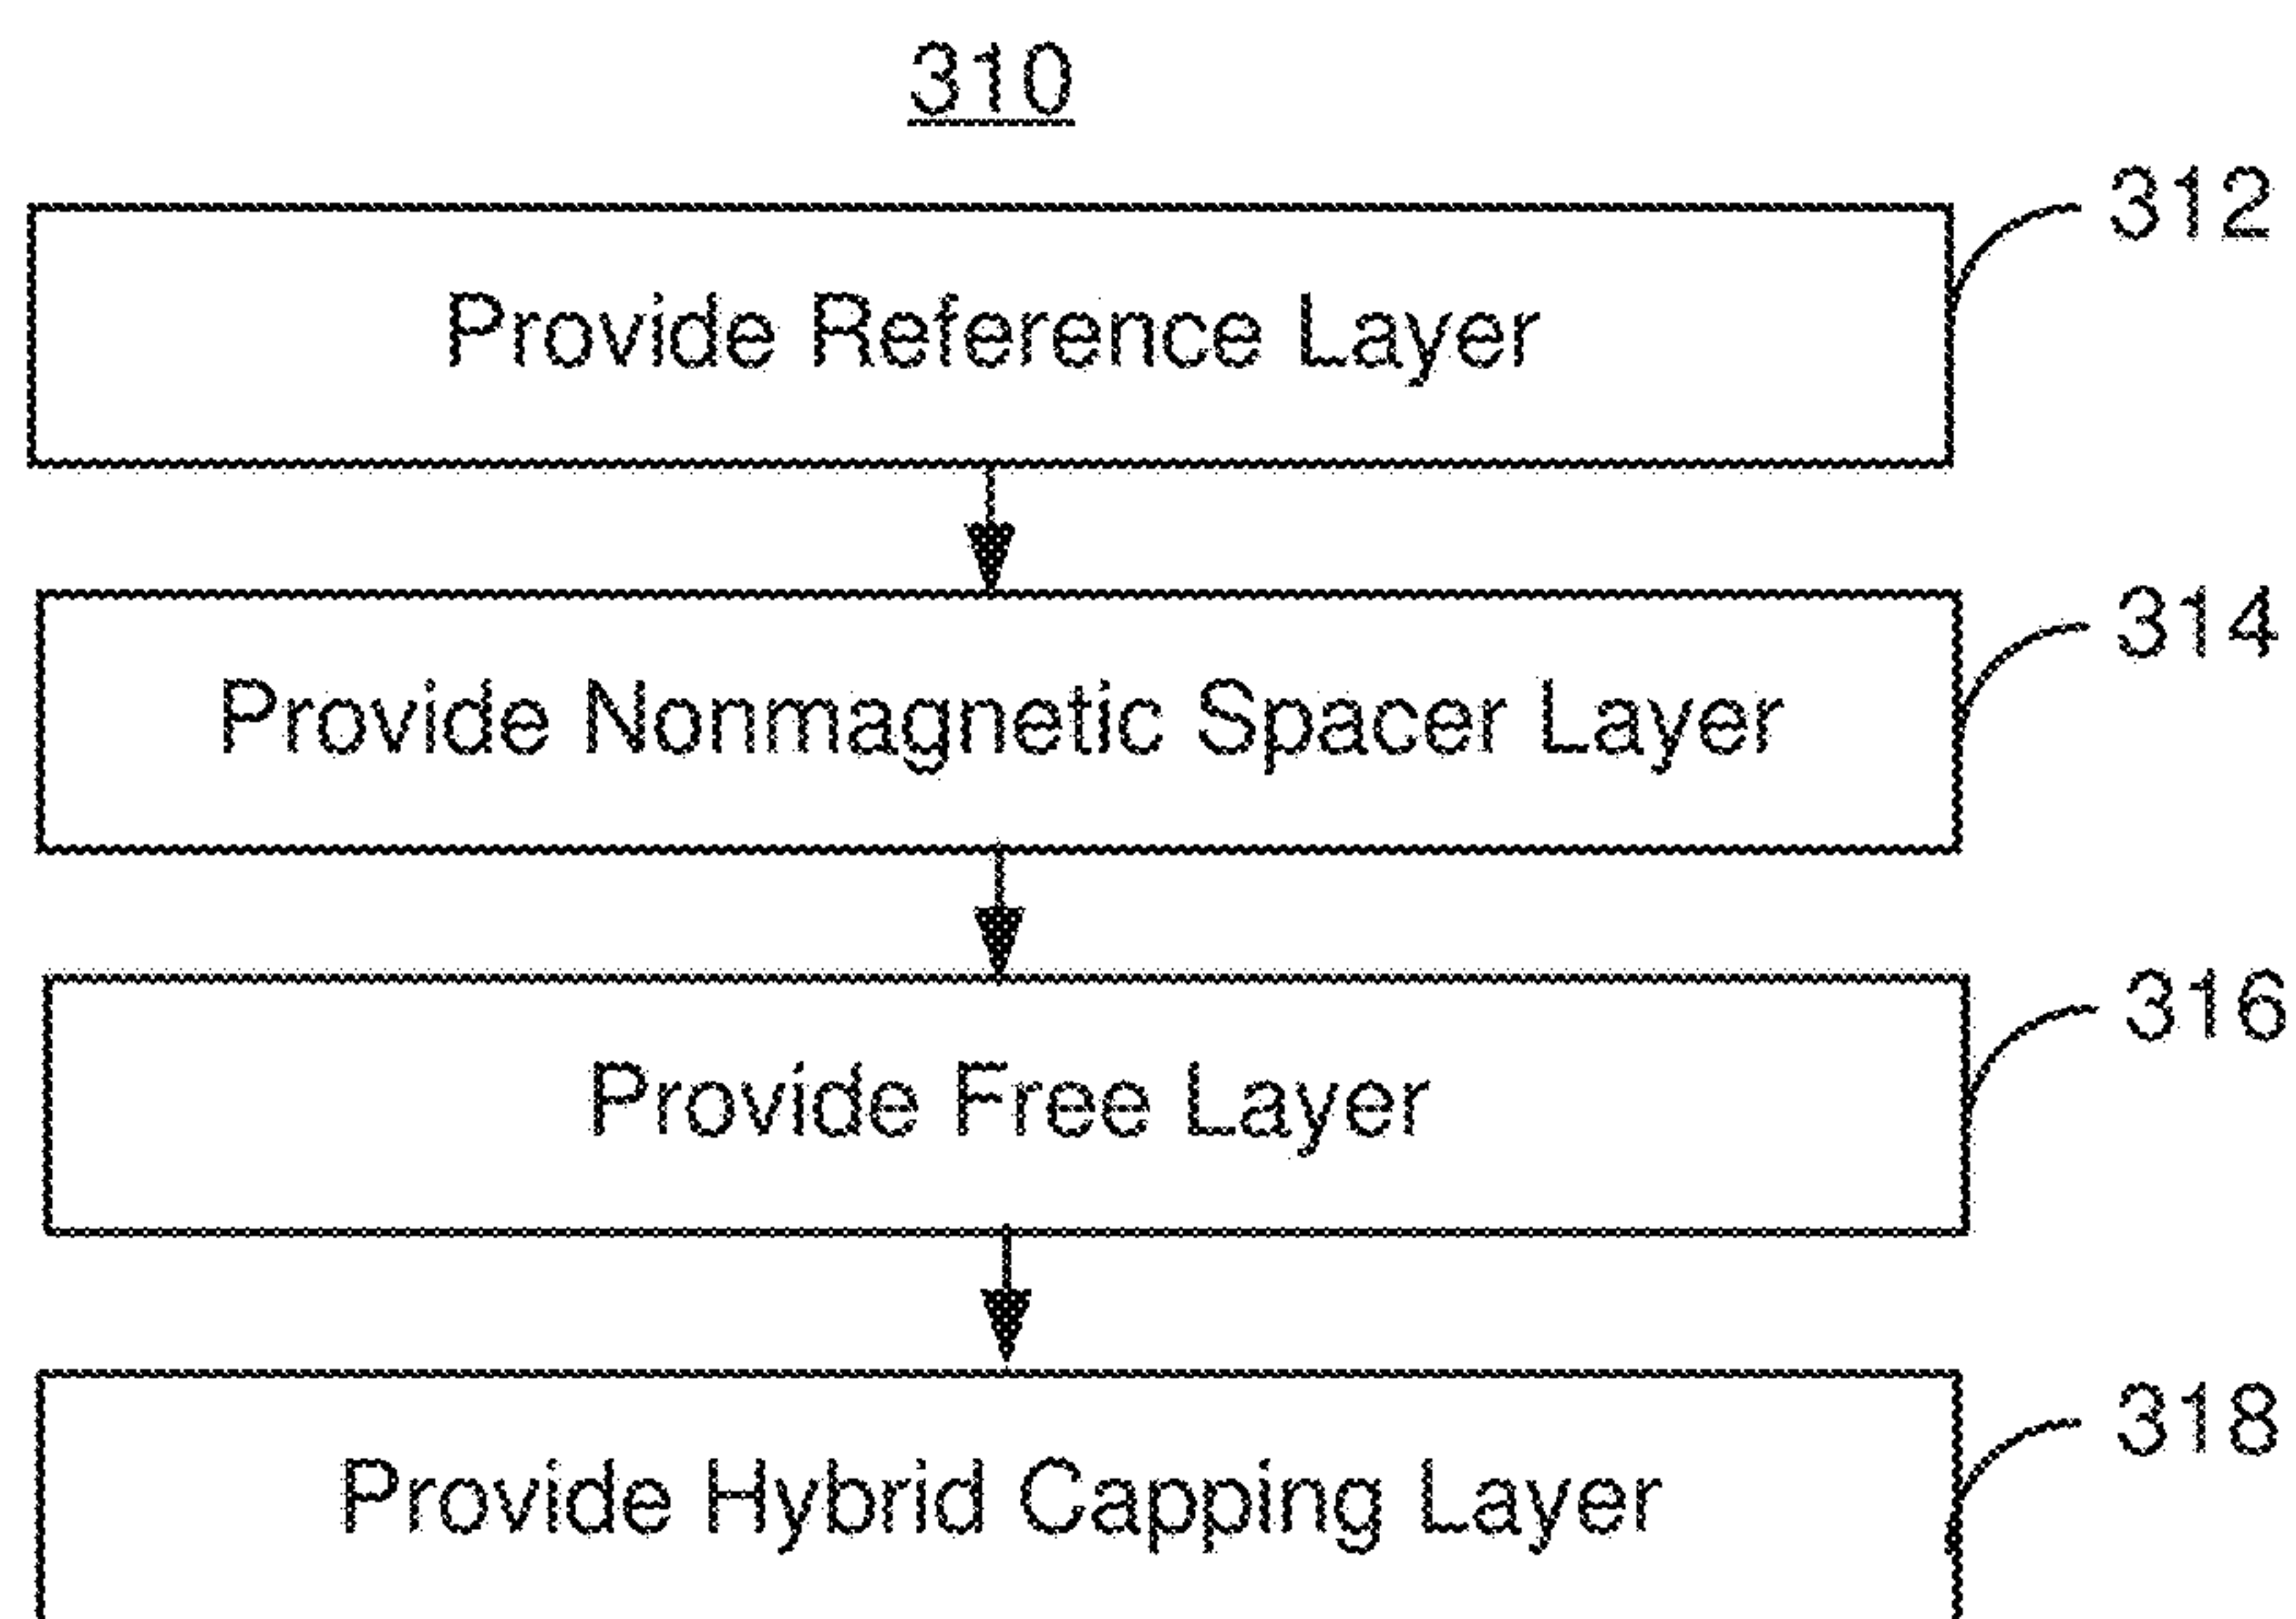 310
312
Provide Reference Layer
314
Provide Nonmagnetic Spacer Layer
316
Provide Free Layer
318
Provide Hybrid Capping Layer